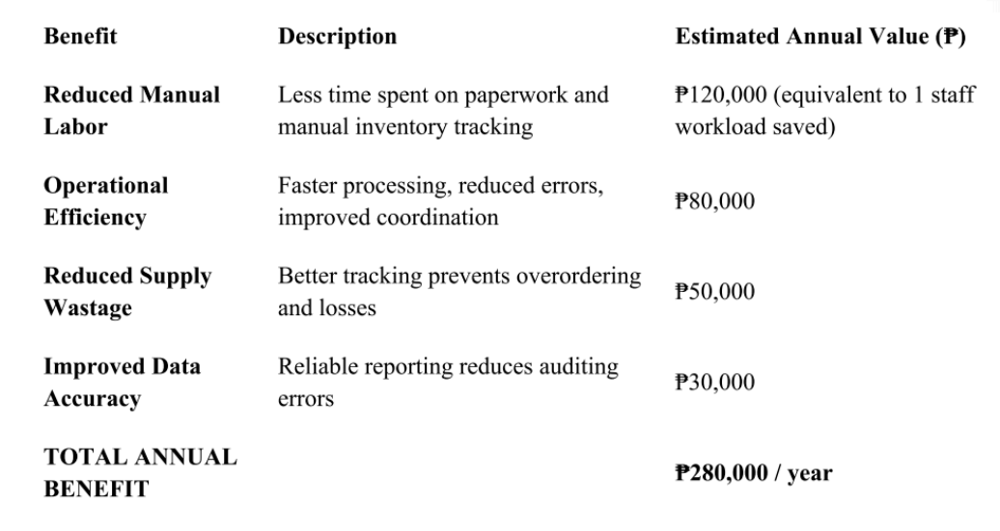 Benefit Description Estimated Annual Value (₱)
Reduced Manual Less time spent on paperwork and ₱120,000 (equivalent to 1 staff
Labor manual inventory tracking workload saved)
Operational Faster processing, reduced errors,
Efficiency improved coordination
₱80,000
Reduced Supply Better tracking prevents overordering
Wastage and losses
₱50,000
Improved Data Reliable reporting reduces auditing
Accuracy errors
₱30,000
TOTAL ANNUAL
BENEFIT
₱280,000 / year